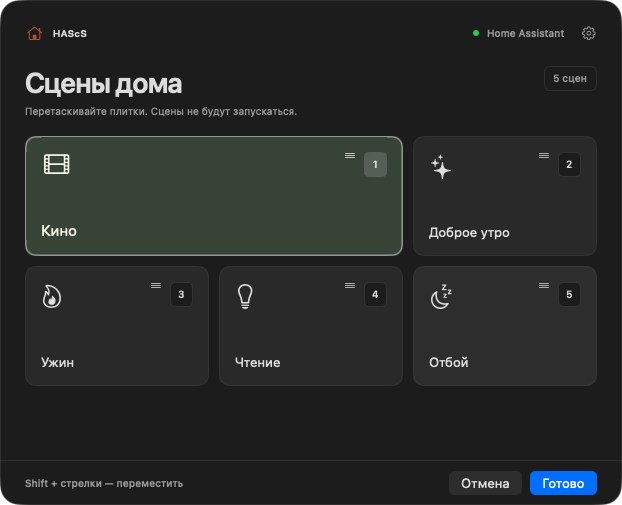 HAScS
Home Assistant
Сцены дома
5 сцен
Перетаскивайте плитки. Сцены не будут запускаться.
1
Кино
2
Доброе утро
3
Ужин
4
Чтение
z z z
5
Отбой
Shift + стрелки — переместить
Отмена
Готово